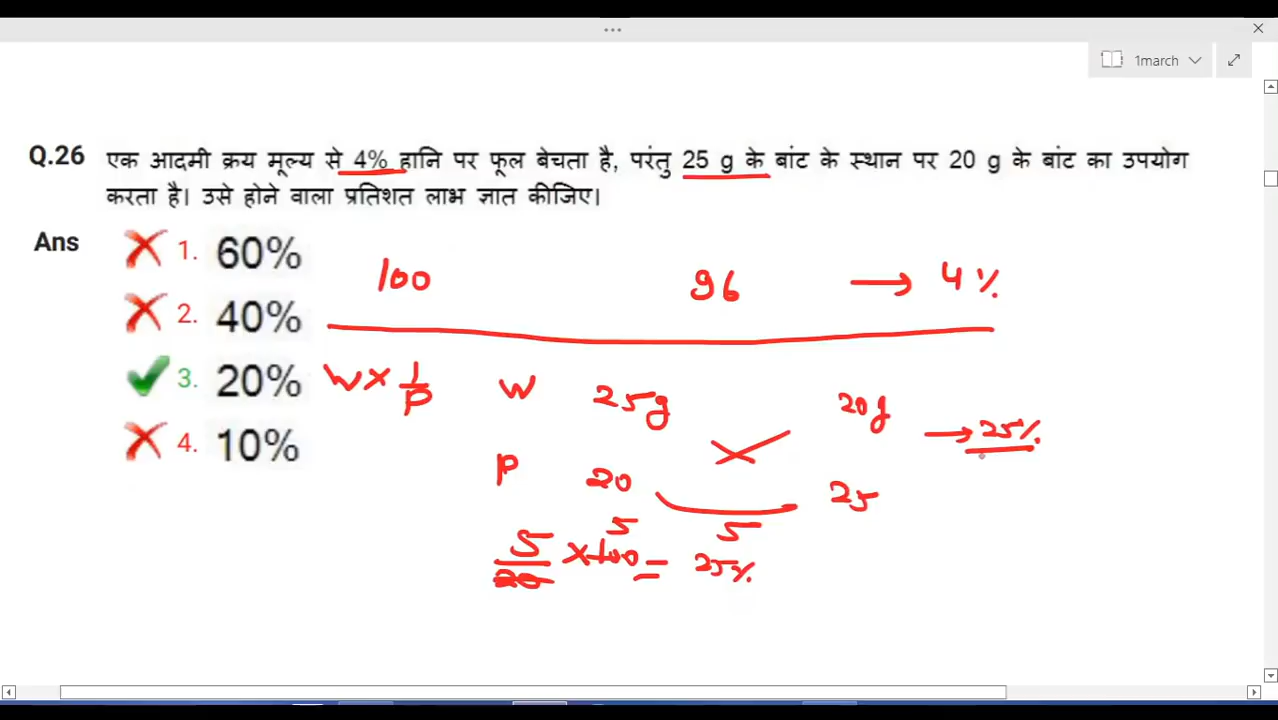 1march
Q.26 एक आदमी क्रय मूल्य से 4% हानि पर फूल बेचता है, परंतु 25 g के बांट के स्थान पर 20 g के बांट का उपयोग
करता है। उसे होने वाला प्रतिशत लाभ ज्ञात कीजिए।
Ans
1. 60%
2. 40%
3. 20%
4. 10%
100 96 → 4%
W × 1/P W 25g 20g → 25%
P 20 25
5
5/20 × 100 = 25%
5